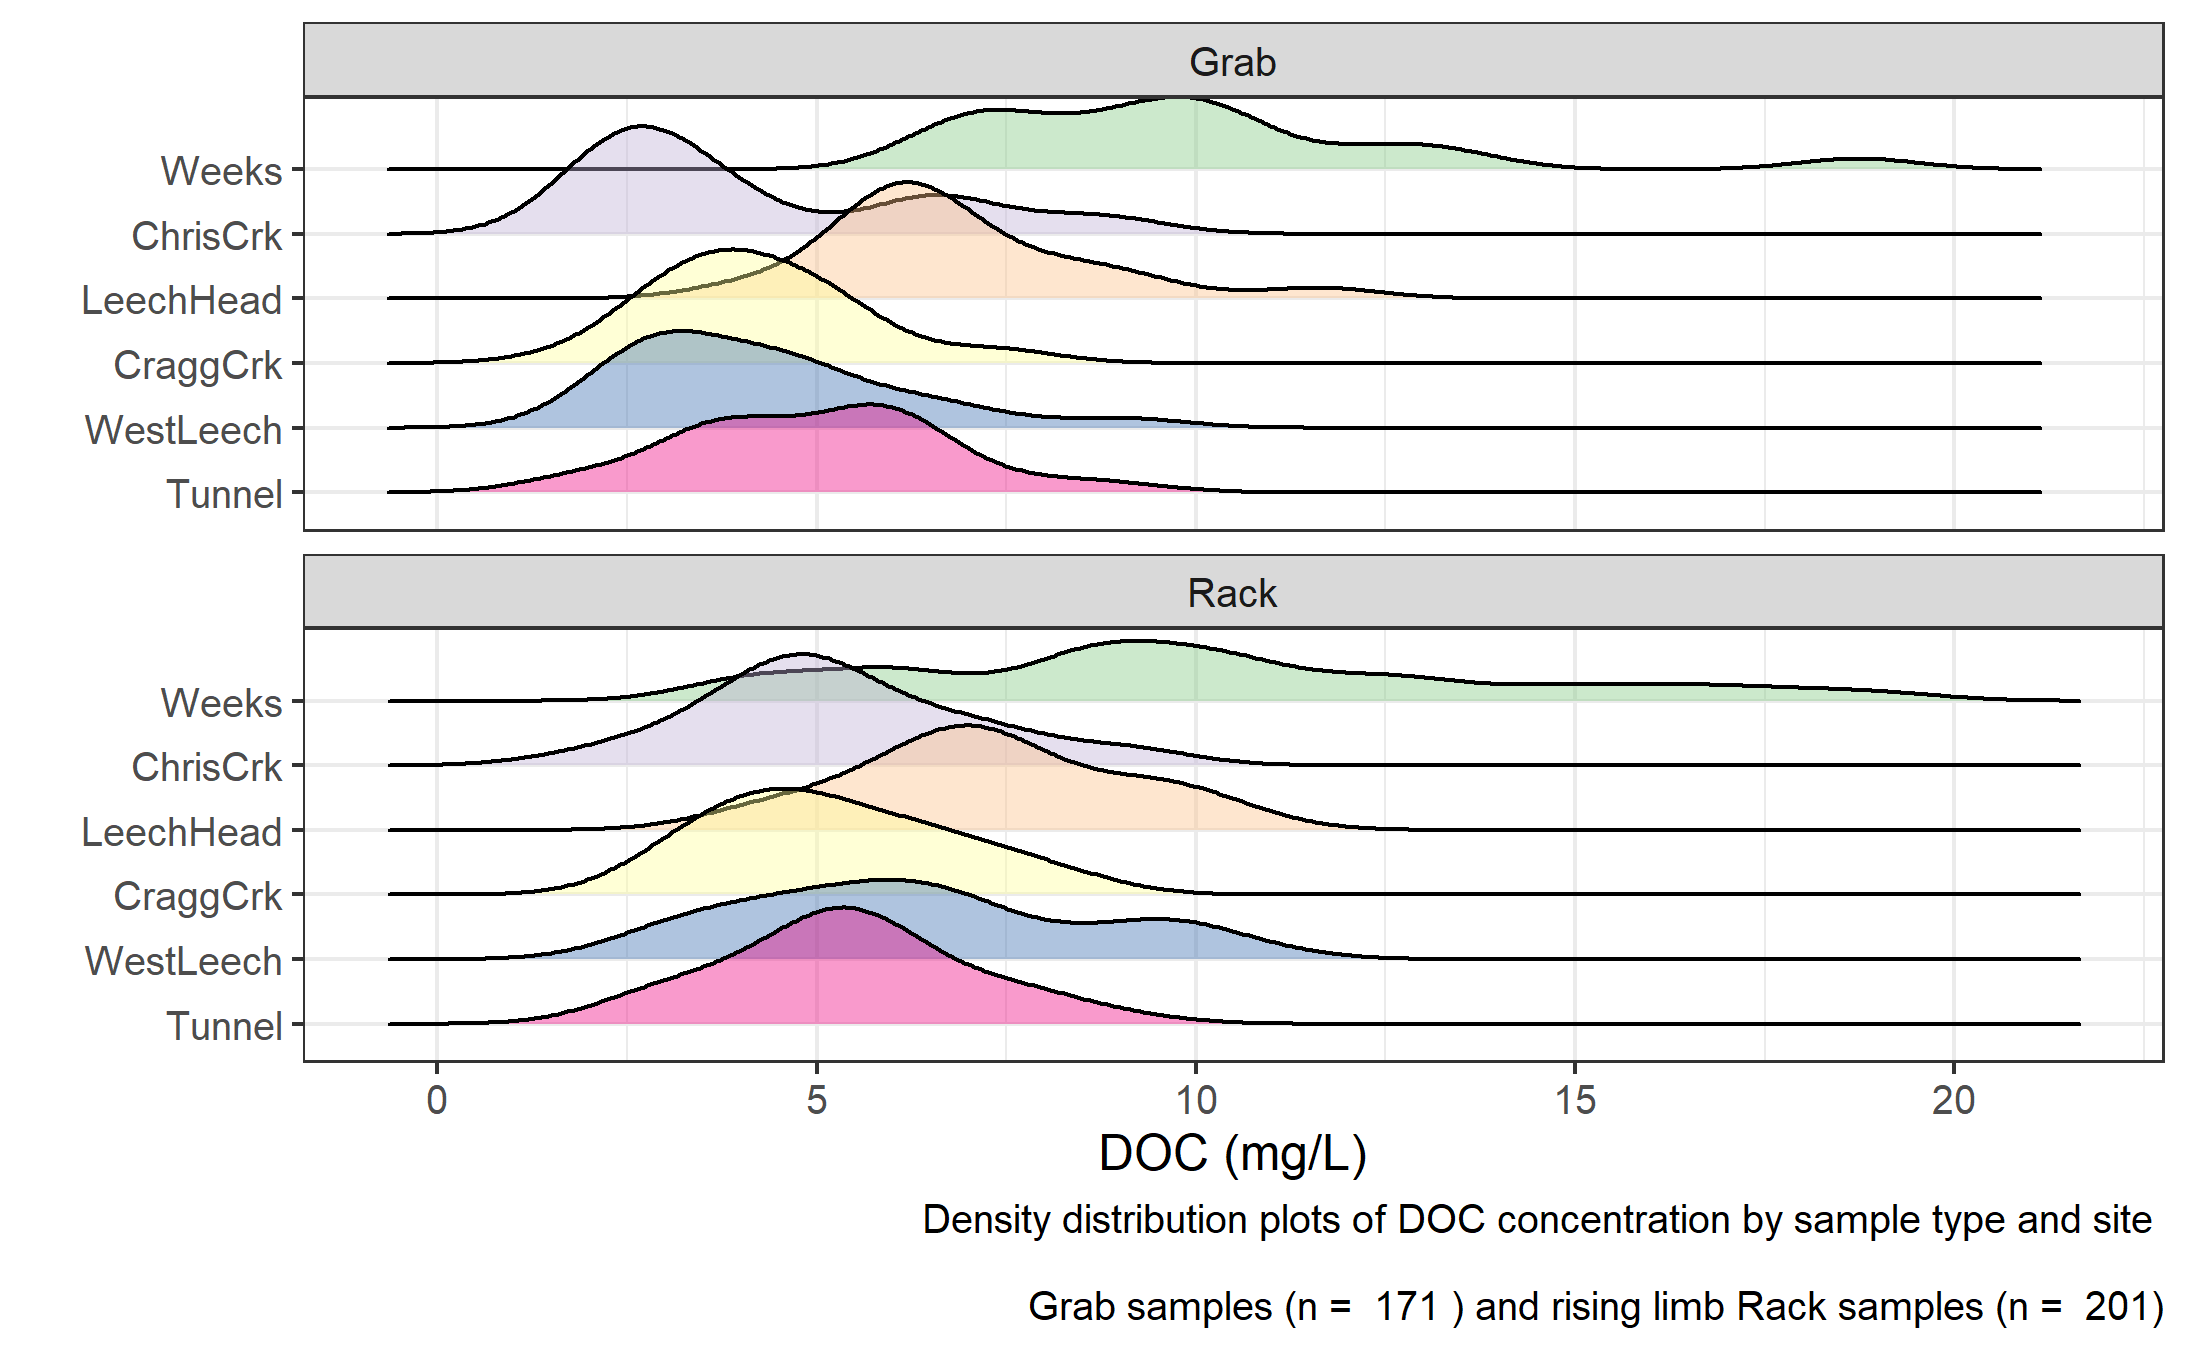 Grab
Weeks
ChrisCrk
LeechHead
CraggCrk
WestLeech
Tunnel
Rack
Weeks
ChrisCrk
LeechHead
CraggCrk
WestLeech
Tunnel
0 5 10 15 20
DOC (mg/L)
Density distribution plots of DOC concentration by sample type and site
Grab samples (n =  171 ) and rising limb Rack samples (n =  201)